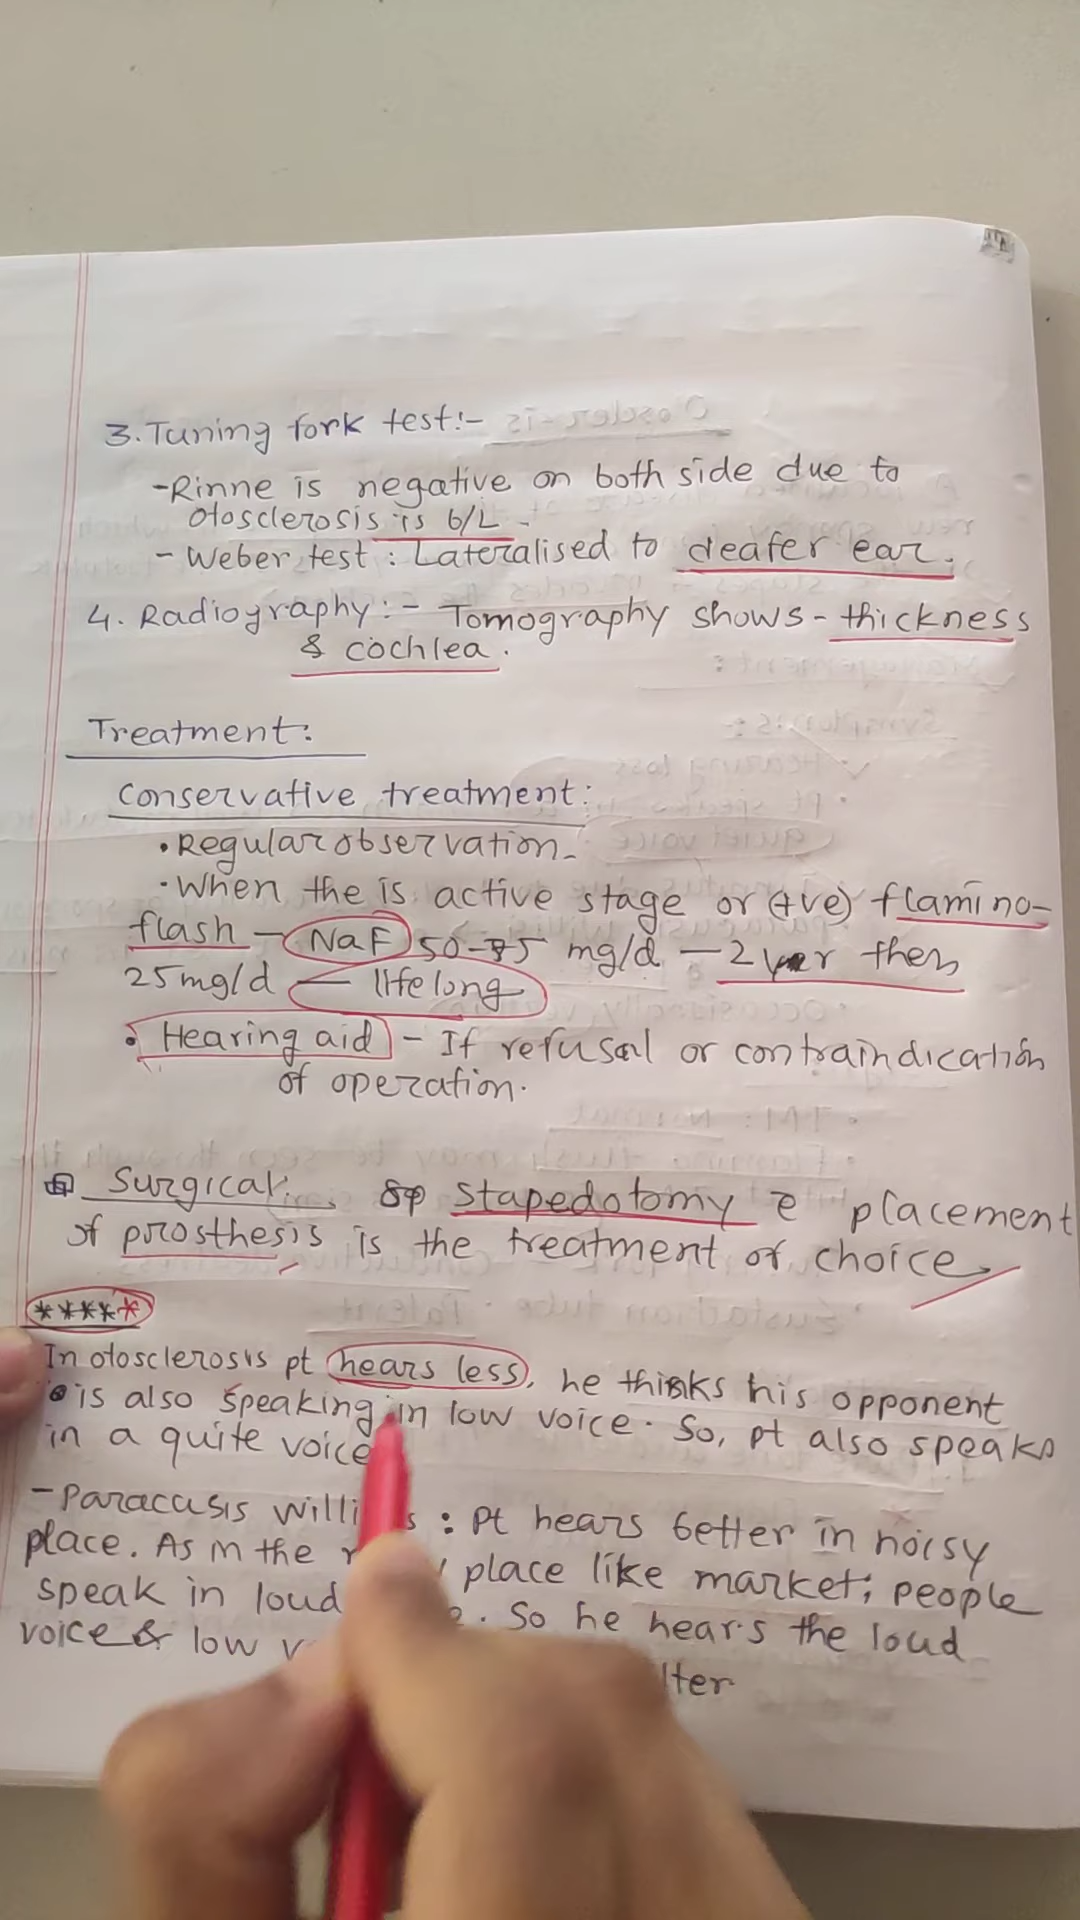 3. Tuning fork test:-
-Rinne is negative on both side due to
otosclerosis is b/L -
- Weber test : Lateralised to deafer ear.
4. Radiography:- Tomography shows - thickness
& cochlea.
Treatment:
Conservative treatment:
• Regular observation.
• When the is active stage or (+ve) flamino-
flash - NaF 50-75 mg/d - 2 yer then
25mg/d - lifelong
• Hearing aid - If refusal or contraindication
of operation.
Surgical. stapedotomy e placement
of prosthesis is the treatment of choice
*****
In otosclerosis pt hears less, he thinks his opponent
is also speaking in low voice. So, pt also speaks
in a quite voice
- Paracusis : Pt hears better in noisy
place. As in the place like market; people
speak in loud . So he hears the loud
voice & low